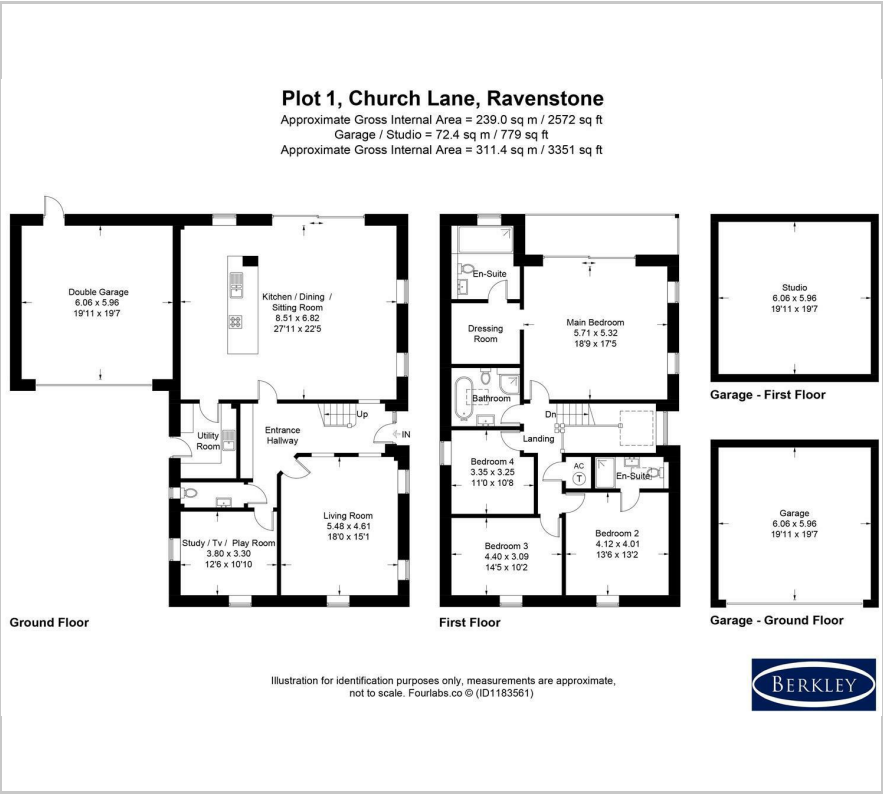 Plot 1, Church Lane, Ravenstone
Approximate Gross Internal Area = 239.0 sq m / 2572 sq ft
Garage / Studio = 72.4 sq m / 779 sq ft
Approximate Gross Internal Area = 311.4 sq m / 3351 sq ft
Double Garage
6.06 x 5.96
19'11 x 19'7
Kitchen / Dining /
Sitting Room
8.51 x 6.82
27'11 x 22'5
Utility
Room
Entrance
Hallway
Up
IN
Living Room
5.48 x 4.61
18'0 x 15'1
Study / Tv / Play Room
3.80 x 3.30
12'6 x 10'10
Ground Floor
En-Suite
Dressing
Room
Main Bedroom
5.71 x 5.32
18'9 x 17'5
Bathroom
Dn
Landing
Bedroom 4
3.35 x 3.25
11'0 x 10'8
AC
T
En-Suite
Bedroom 3
4.40 x 3.09
14'5 x 10'2
Bedroom 2
4.12 x 4.01
13'6 x 13'2
First Floor
Studio
6.06 x 5.96
19'11 x 19'7
Garage - First Floor
Garage
6.06 x 5.96
19'11 x 19'7
Garage - Ground Floor
Illustration for identification purposes only, measurements are approximate,
not to scale. Fourlabs.co © (ID1183561)
BERKLEY